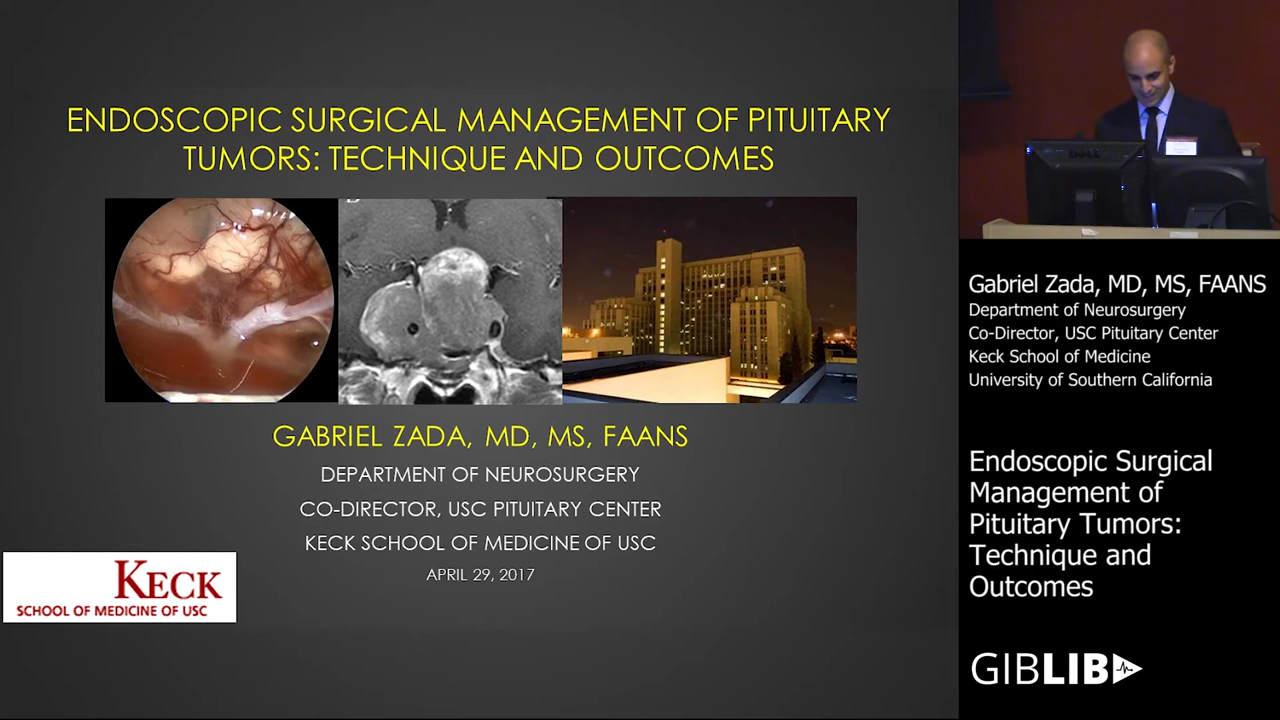 ENDOSCOPIC SURGICAL MANAGEMENT OF PITUITARY
TUMORS: TECHNIQUE AND OUTCOMES
GABRIEL ZADA, MD, MS, FAANS
DEPARTMENT OF NEUROSURGERY
CO-DIRECTOR, USC PITUITARY CENTER
KECK SCHOOL OF MEDICINE OF USC
APRIL 29, 2017
KECK
SCHOOL OF MEDICINE OF USC
DELL
Gabriel Zada, MD, MS, FAANS
Department of Neurosurgery
Co-Director, USC Pituitary Center
Keck School of Medicine
University of Southern California
Endoscopic Surgical
Management of
Pituitary Tumors:
Technique and
Outcomes
GIBLIB